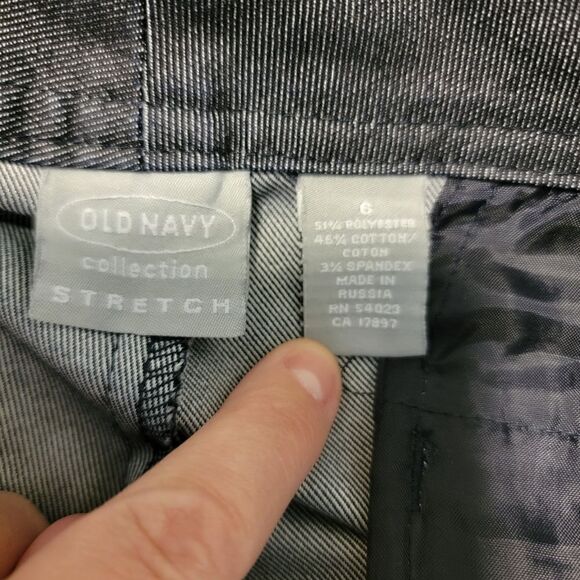 OLD NAVY
collection
STRETCH
6
51% POLYESTER
46% COTTON/
COTON
3% SPANDEX
MADE IN
RUSSIA
RN 54023
CA 17897